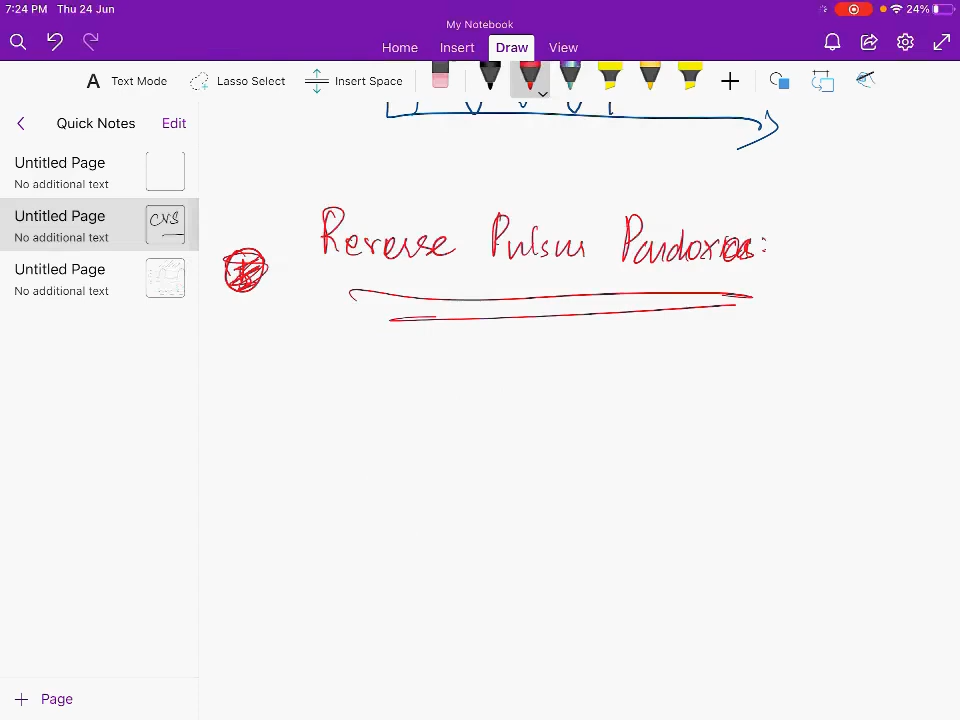 7:24 PM Thu 24 Jun
24%
My Notebook
Home Insert Draw View
Text Mode Lasso Select Insert Space
Quick Notes Edit
Untitled Page
No additional text
Untitled Page
No additional text
CNS
Untitled Page
No additional text
Reverse Pulsus Pardoxicus:
Page